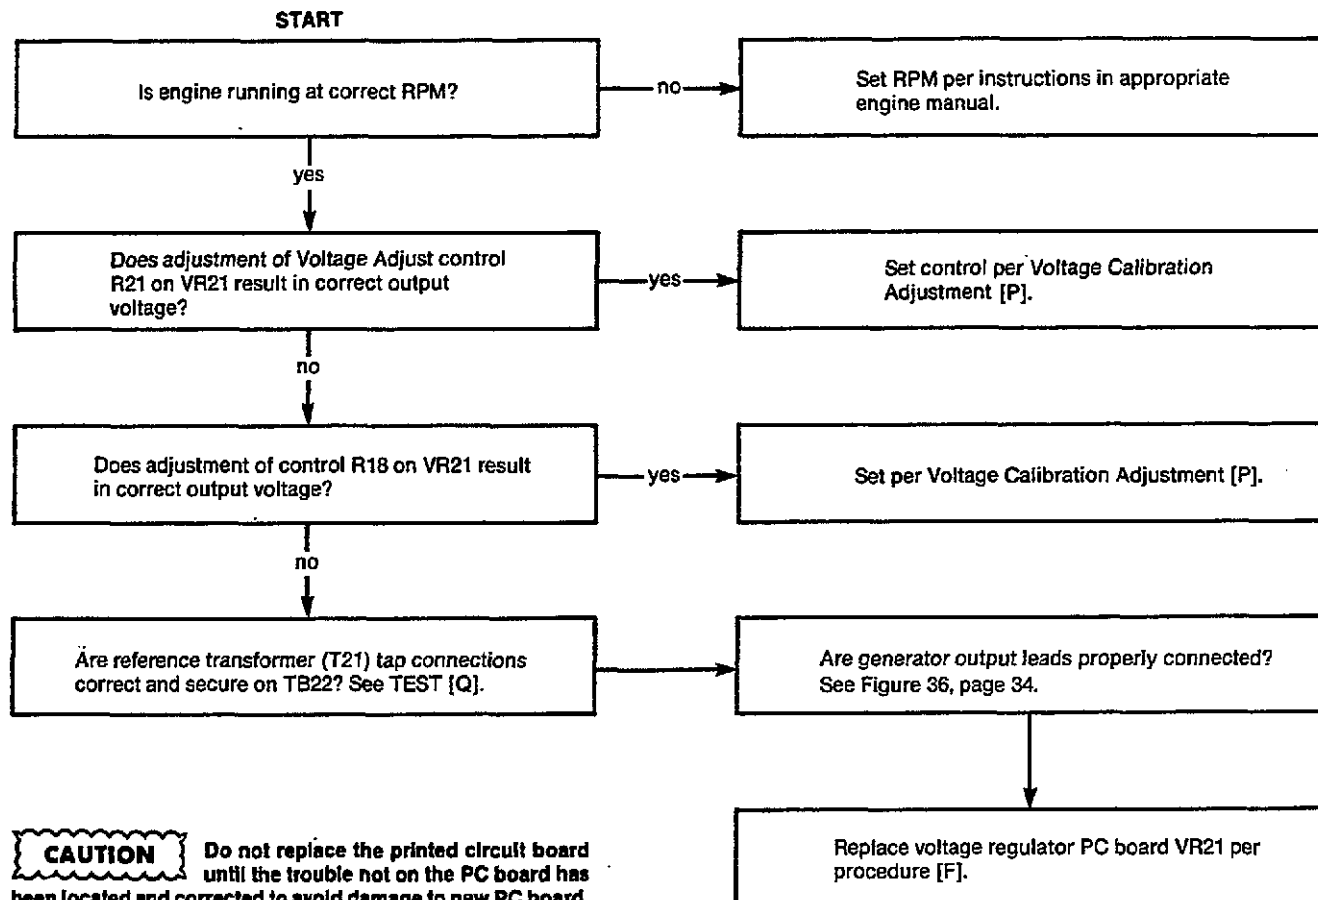 START
Is engine running at correct RPM?
no
Set RPM per instructions in appropriate
engine manual.
yes
Does adjustment of Voltage Adjust control
R21 on VR21 result in correct output
voltage?
yes
Set control per Voltage Calibration
Adjustment [P].
no
Does adjustment of control R18 on VR21 result
in correct output voltage?
yes
Set per Voltage Calibration Adjustment [P].
no
Are reference transformer (T21) tap connections
correct and secure on TB22? See TEST [Q].
Are generator output leads properly connected?
See Figure 36, page 34.
CAUTION Do not replace the printed circuit board
until the trouble not on the PC board has
been located and corrected to avoid damage to new PC board.
Replace voltage regulator PC board VR21 per
procedure [F].